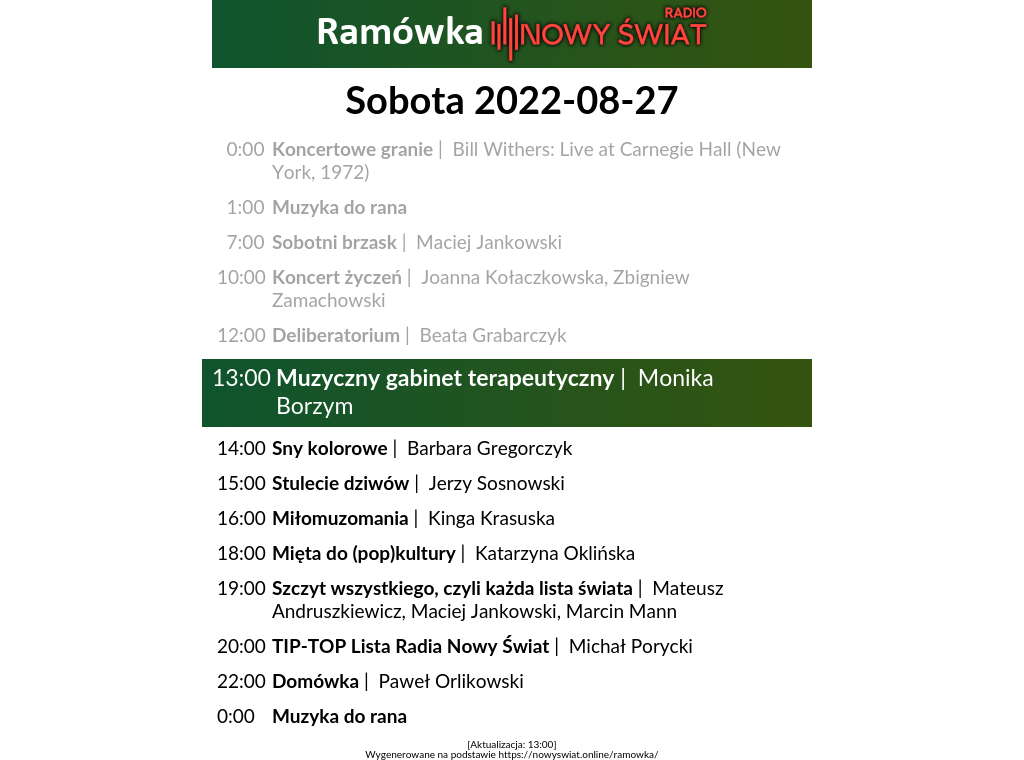 Ramówka RADIO NOWY ŚWIAT
Sobota 2022-08-27
0:00 Koncertowe granie | Bill Withers: Live at Carnegie Hall (New
York, 1972)
1:00 Muzyka do rana
7:00 Sobotni brzask | Maciej Jankowski
10:00 Koncert życzeń | Joanna Kołaczkowska, Zbigniew
Zamachowski
12:00 Deliberatorium | Beata Grabarczyk
13:00 Muzyczny gabinet terapeutyczny | Monika
Borzym
14:00 Sny kolorowe | Barbara Gregorczyk
15:00 Stulecie dziwów | Jerzy Sosnowski
16:00 Miłomuzomania | Kinga Krasuska
18:00 Mięta do (pop)kultury | Katarzyna Oklińska
19:00 Szczyt wszystkiego, czyli każda lista świata | Mateusz
Andruszkiewicz, Maciej Jankowski, Marcin Mann
20:00 TIP-TOP Lista Radia Nowy Świat | Michał Porycki
22:00 Domówka | Paweł Orlikowski
0:00 Muzyka do rana
[Aktualizacja: 13:00]
Wygenerowane na podstawie https://nowyswiat.online/ramowka/